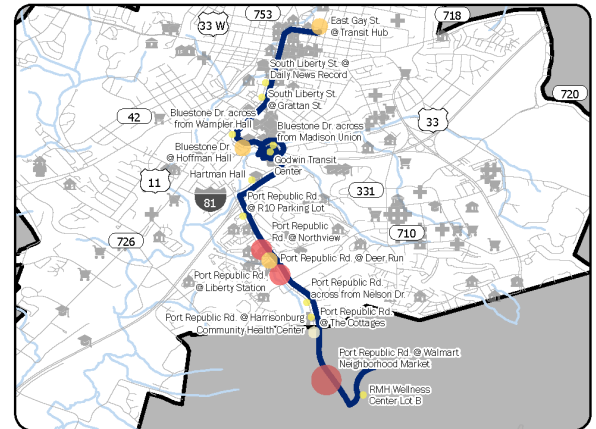 753
718
33 W
East Gay St.
@ Transit Hub
South Liberty St. @
Daily News Record
720
South Liberty St.
@ Grattan St.
42
Bluestone Dr. across
from Wampler Hall
33
Bluestone Dr. across
from Madison Union
Bluestone Dr.
@ Hoffman Hall
Godwin Transit
Center
Hartman Hall
11
81
331
Port Republic Rd.
@ R10 Parking Lot
726
Port Republic
Rd. @ Northview
710
Port Republic Rd. @ Deer Run
Port Republic Rd.
@ Liberty Station
Port Republic Rd.
across from Nelson Dr.
Port Republic Rd. @ Harrisonburg
Community Health Center
Port Republic Rd.
@ The Cottages
Port Republic Rd. @ Walmart
Neighborhood Market
RMH Wellness
Center Lot B